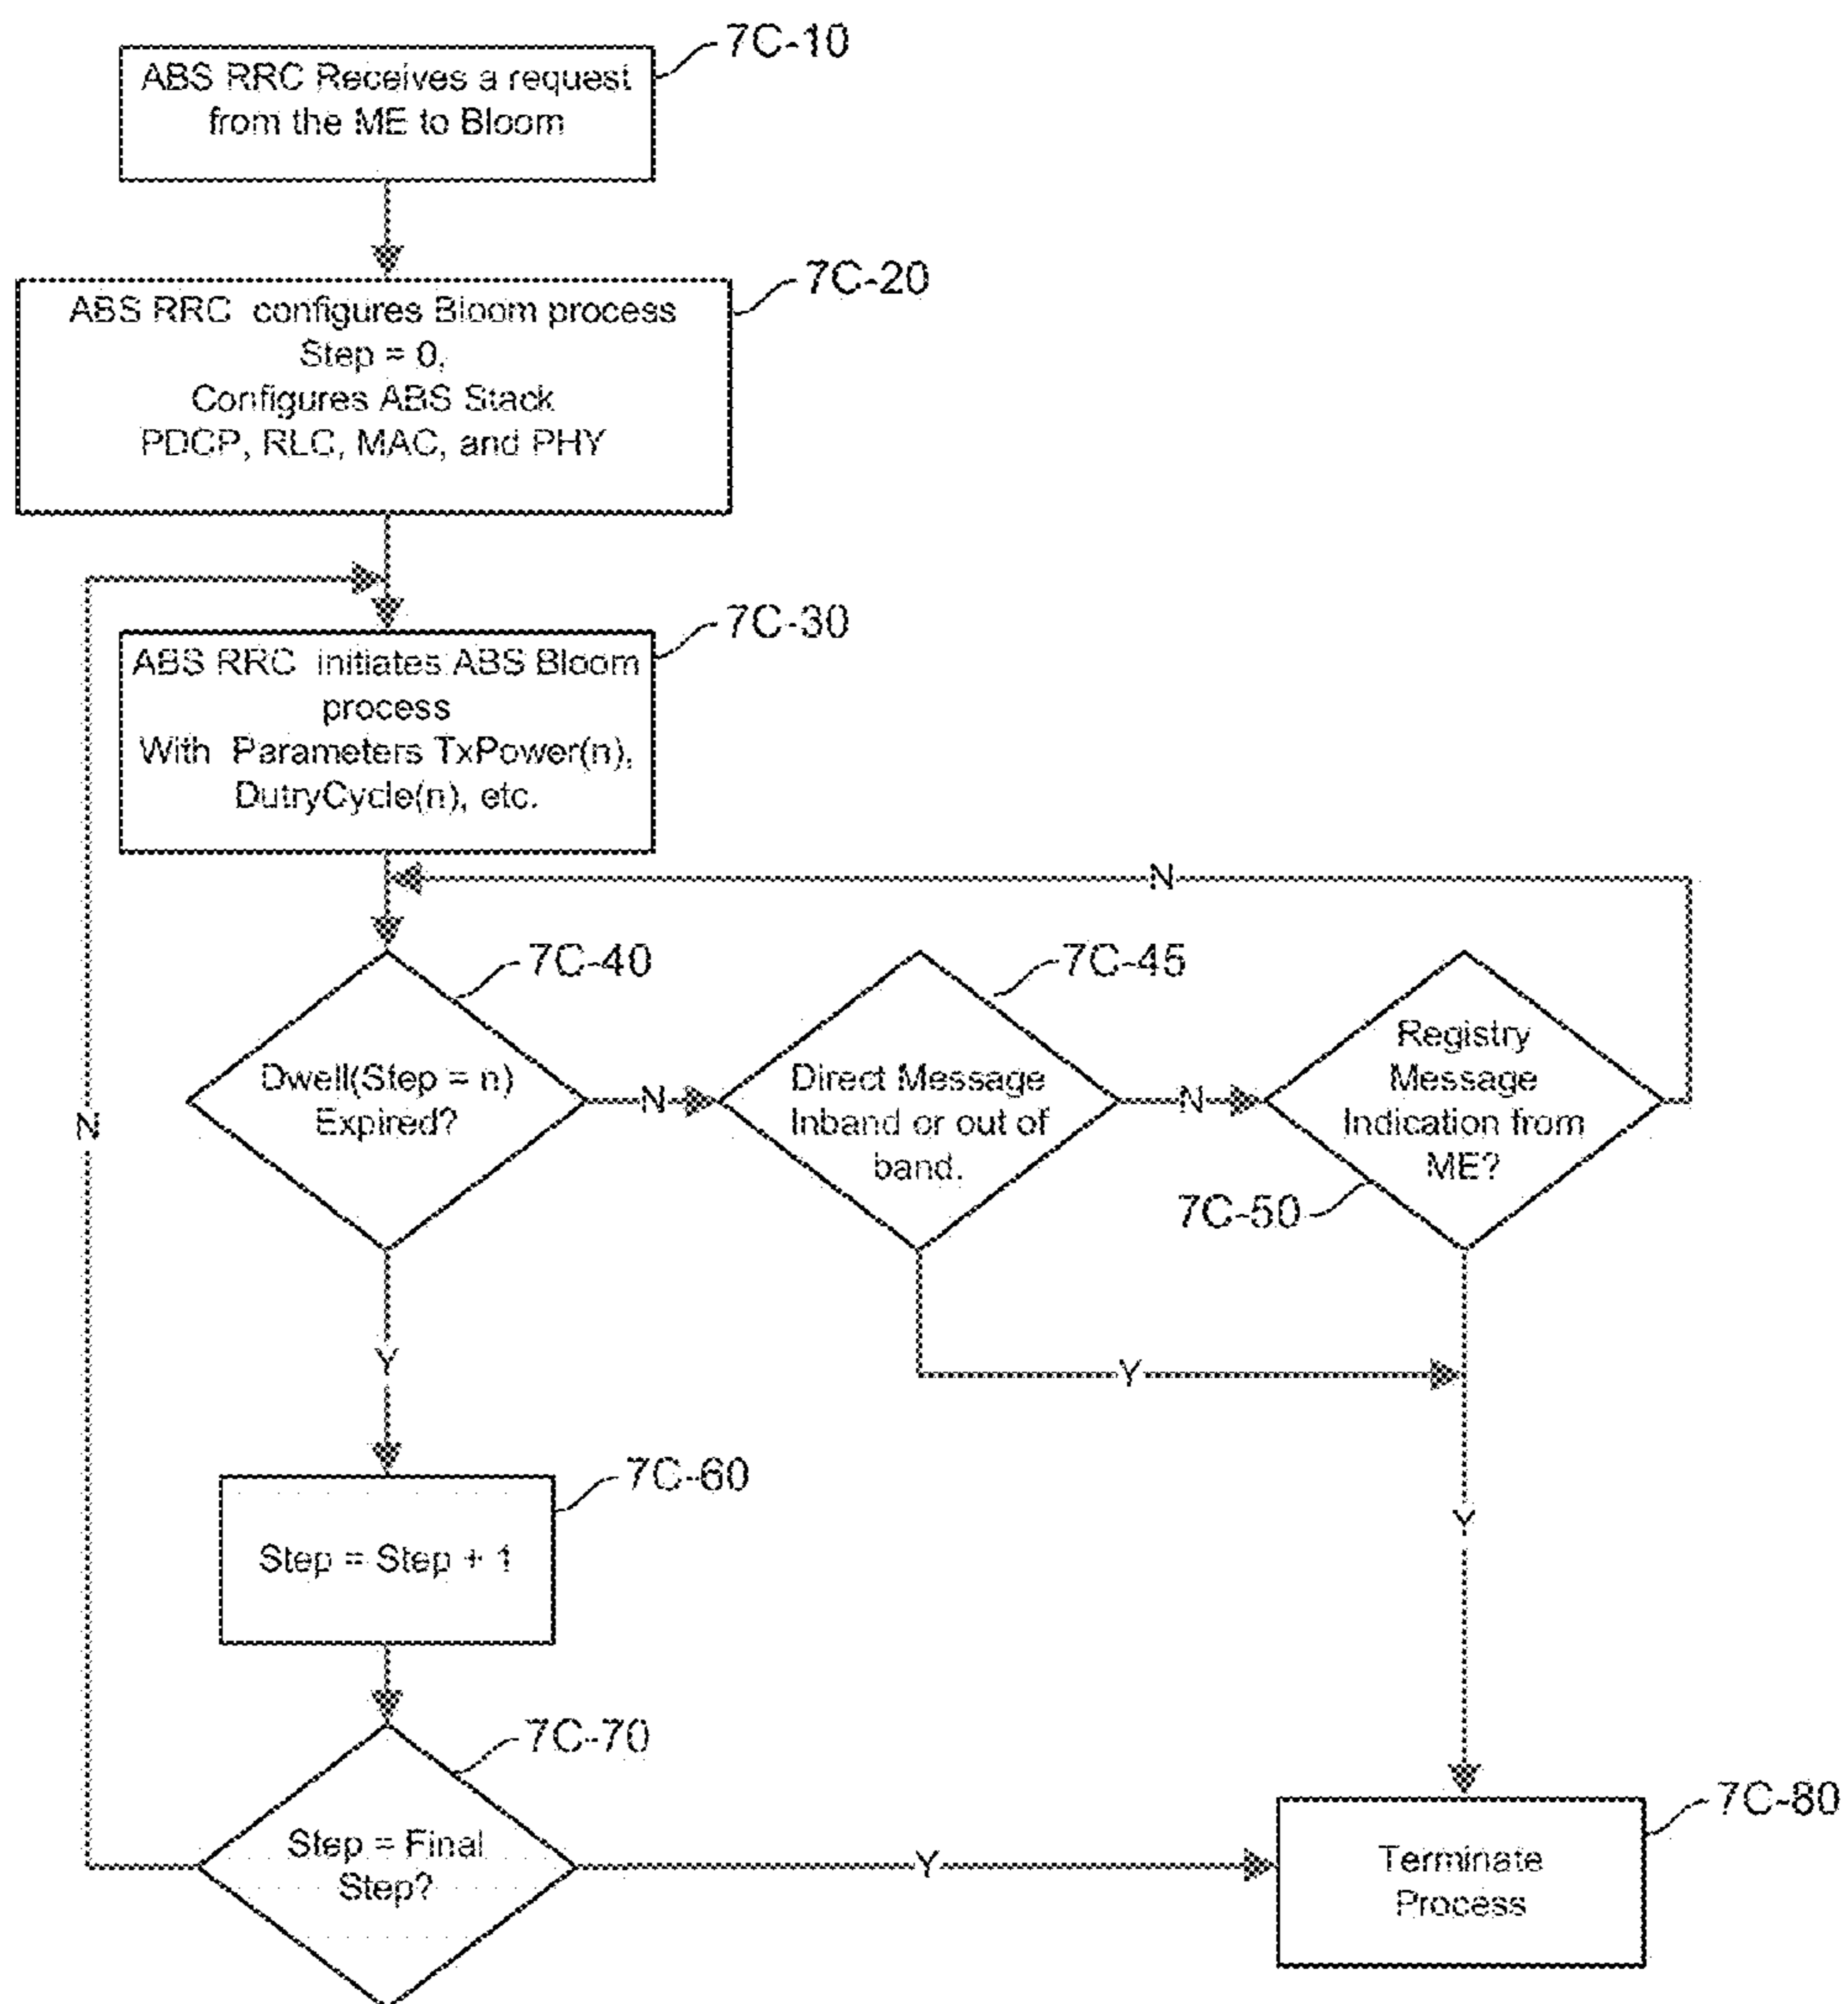 7C-10
ABS RRC Receives a request
from the ME to Bloom
7C-20
ABS RRC configures Bloom process
Step = 0,
Configures ABS Stack
PDCP, RLC, MAC, and PHY
7C-30
ABS RRC initiates ABS Bloom
process
With Parameters TxPower(n),
DutryCycle(n), etc.
N
7C-40
Dwell(Step = n)
Expired?
N
7C-45
Direct Message
Inband or out of
band.
N
Registry
Message
Indication from
ME?
7C-50
N
Y
Y
Y
7C-60
Step = Step + 1
7C-70
Step = Final
Step?
Y
7C-80
Terminate
Process